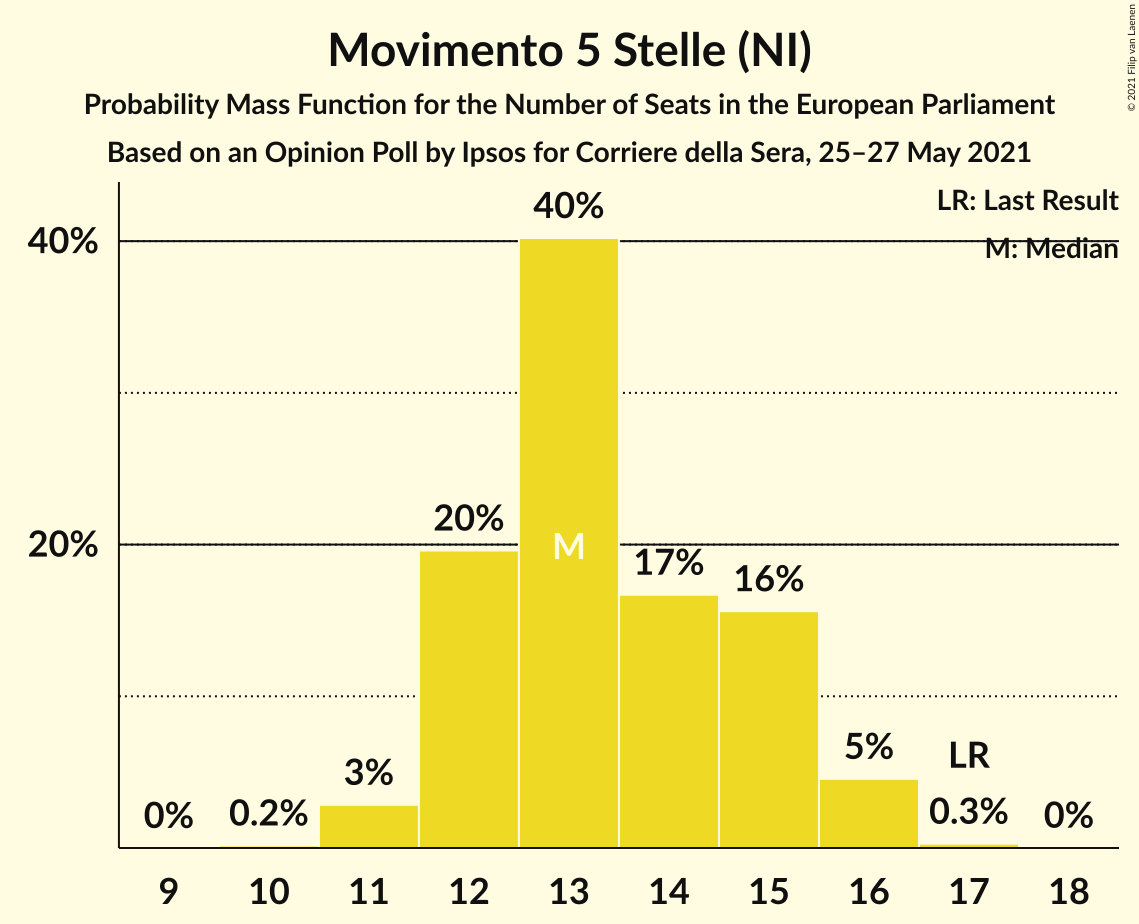 Movimento 5 Stelle (NI)
Probability Mass Function for the Number of Seats in the European Parliament
Based on an Opinion Poll by Ipsos for Corriere della Sera, 25–27 May 2021
© 2021 Filip van Laenen
LR: Last Result
M: Median
40%
40%
20%
20%
M
17%
16%
3%
5%
LR
0%
0.2%
0.3%
0%
9 10 11 12 13 14 15 16 17 18